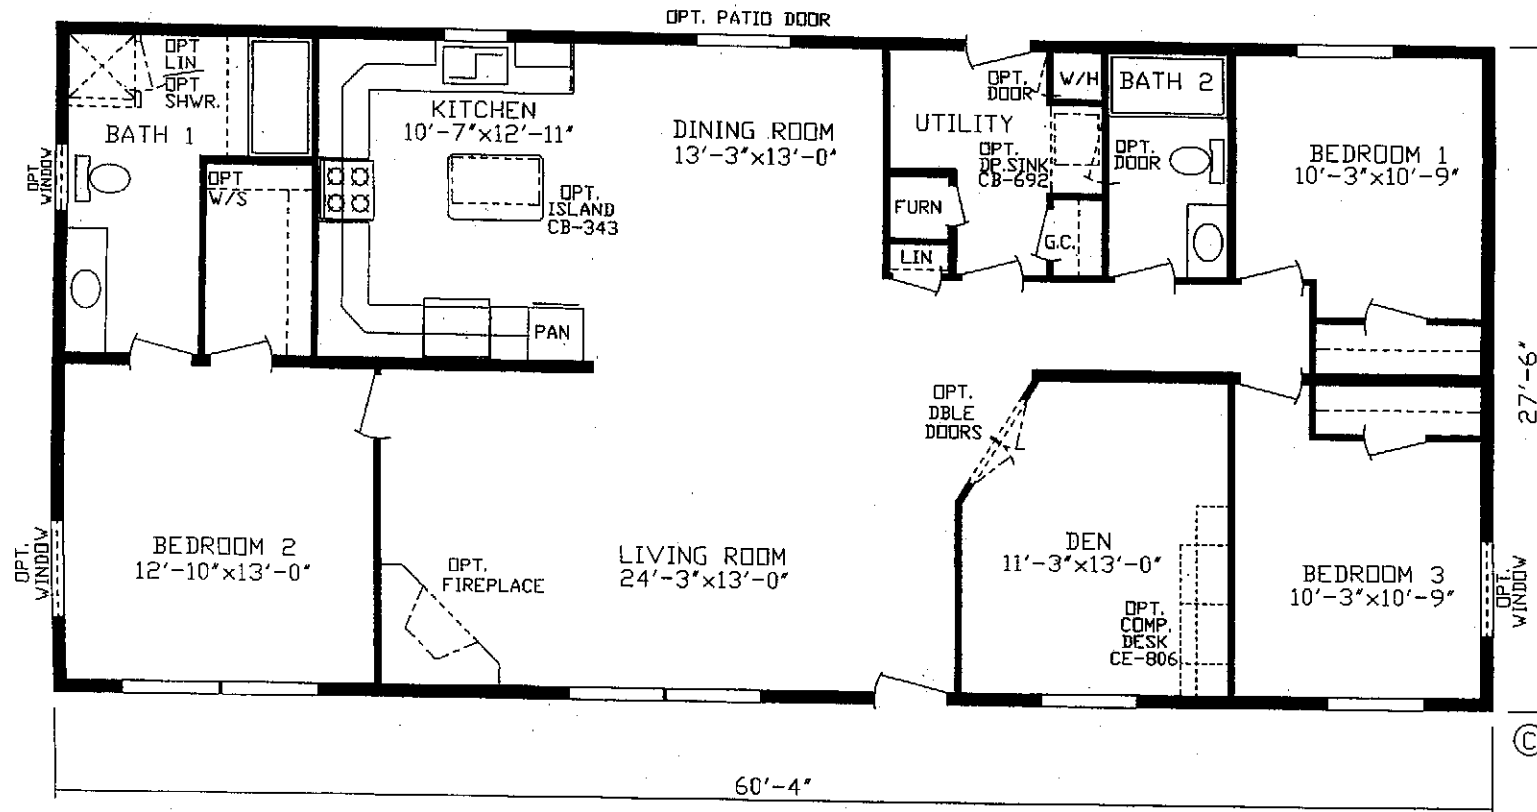 OPT. PATIO DOOR
OPT
LIN
OPT
SHWR.
BATH 1
OPT
WINDOW
OPT
W/S
KITCHEN
10'-7"x12'-11"
OPT.
ISLAND
CB-343
PAN
DINING ROOM
13'-3"x13'-0"
OPT.
DOOR
W/H
UTILITY
OPT.
DP.SINK
CB-692
FURN
LIN
G.C.
BATH 2
OPT.
DOOR
BEDROOM 1
10'-3"x10'-9"
27'-6"
OPT.
DBLE
DOORS
BEDROOM 2
12'-10"x13'-0"
OPT.
WINDOW
OPT.
FIREPLACE
LIVING ROOM
24'-3"x13'-0"
DEN
11'-3"x13'-0"
OPT.
COMP.
DESK
CE-806
BEDROOM 3
10'-3"x10'-9"
OPT.
WINDOW
C
60'-4"